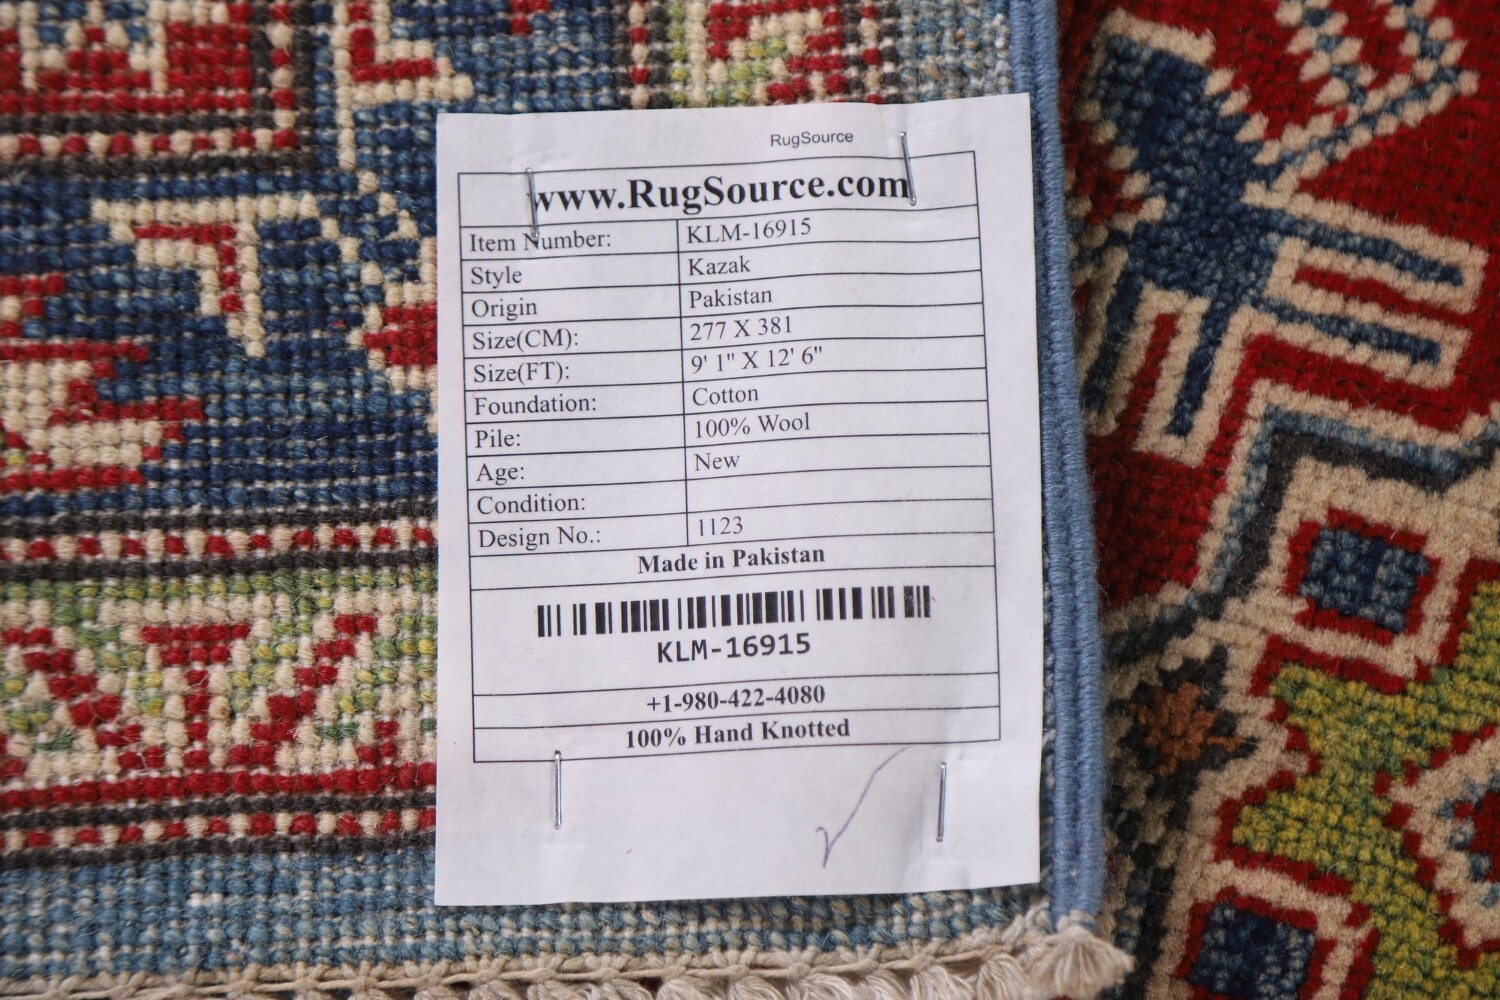 RugSource
www.RugSource.com
Item Number: KLM-16915
Style Kazak
Origin Pakistan
Size(CM): 277 X 381
Size(FT): 9' 1" X 12' 6"
Foundation: Cotton
Pile: 100% Wool
Age: New
Condition:
Design No.: 1123
Made in Pakistan
KLM-16915
+1-980-422-4080
100% Hand Knotted